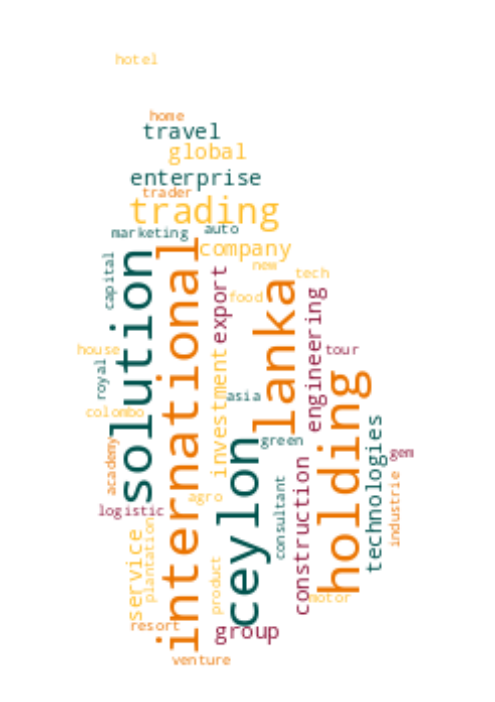 hotel
home
travel
global
enterprise
trader
trading
marketing
auto
company
solution
international
capital
export
new
tech
lanka
food
engineering
house
tour
royal
investment
holding
asia
colombo
ceylon
green
technologies
academy
gem
construction
consultant
industrie
agro
logistic
service
plantation
product
motor
resort
group
venture